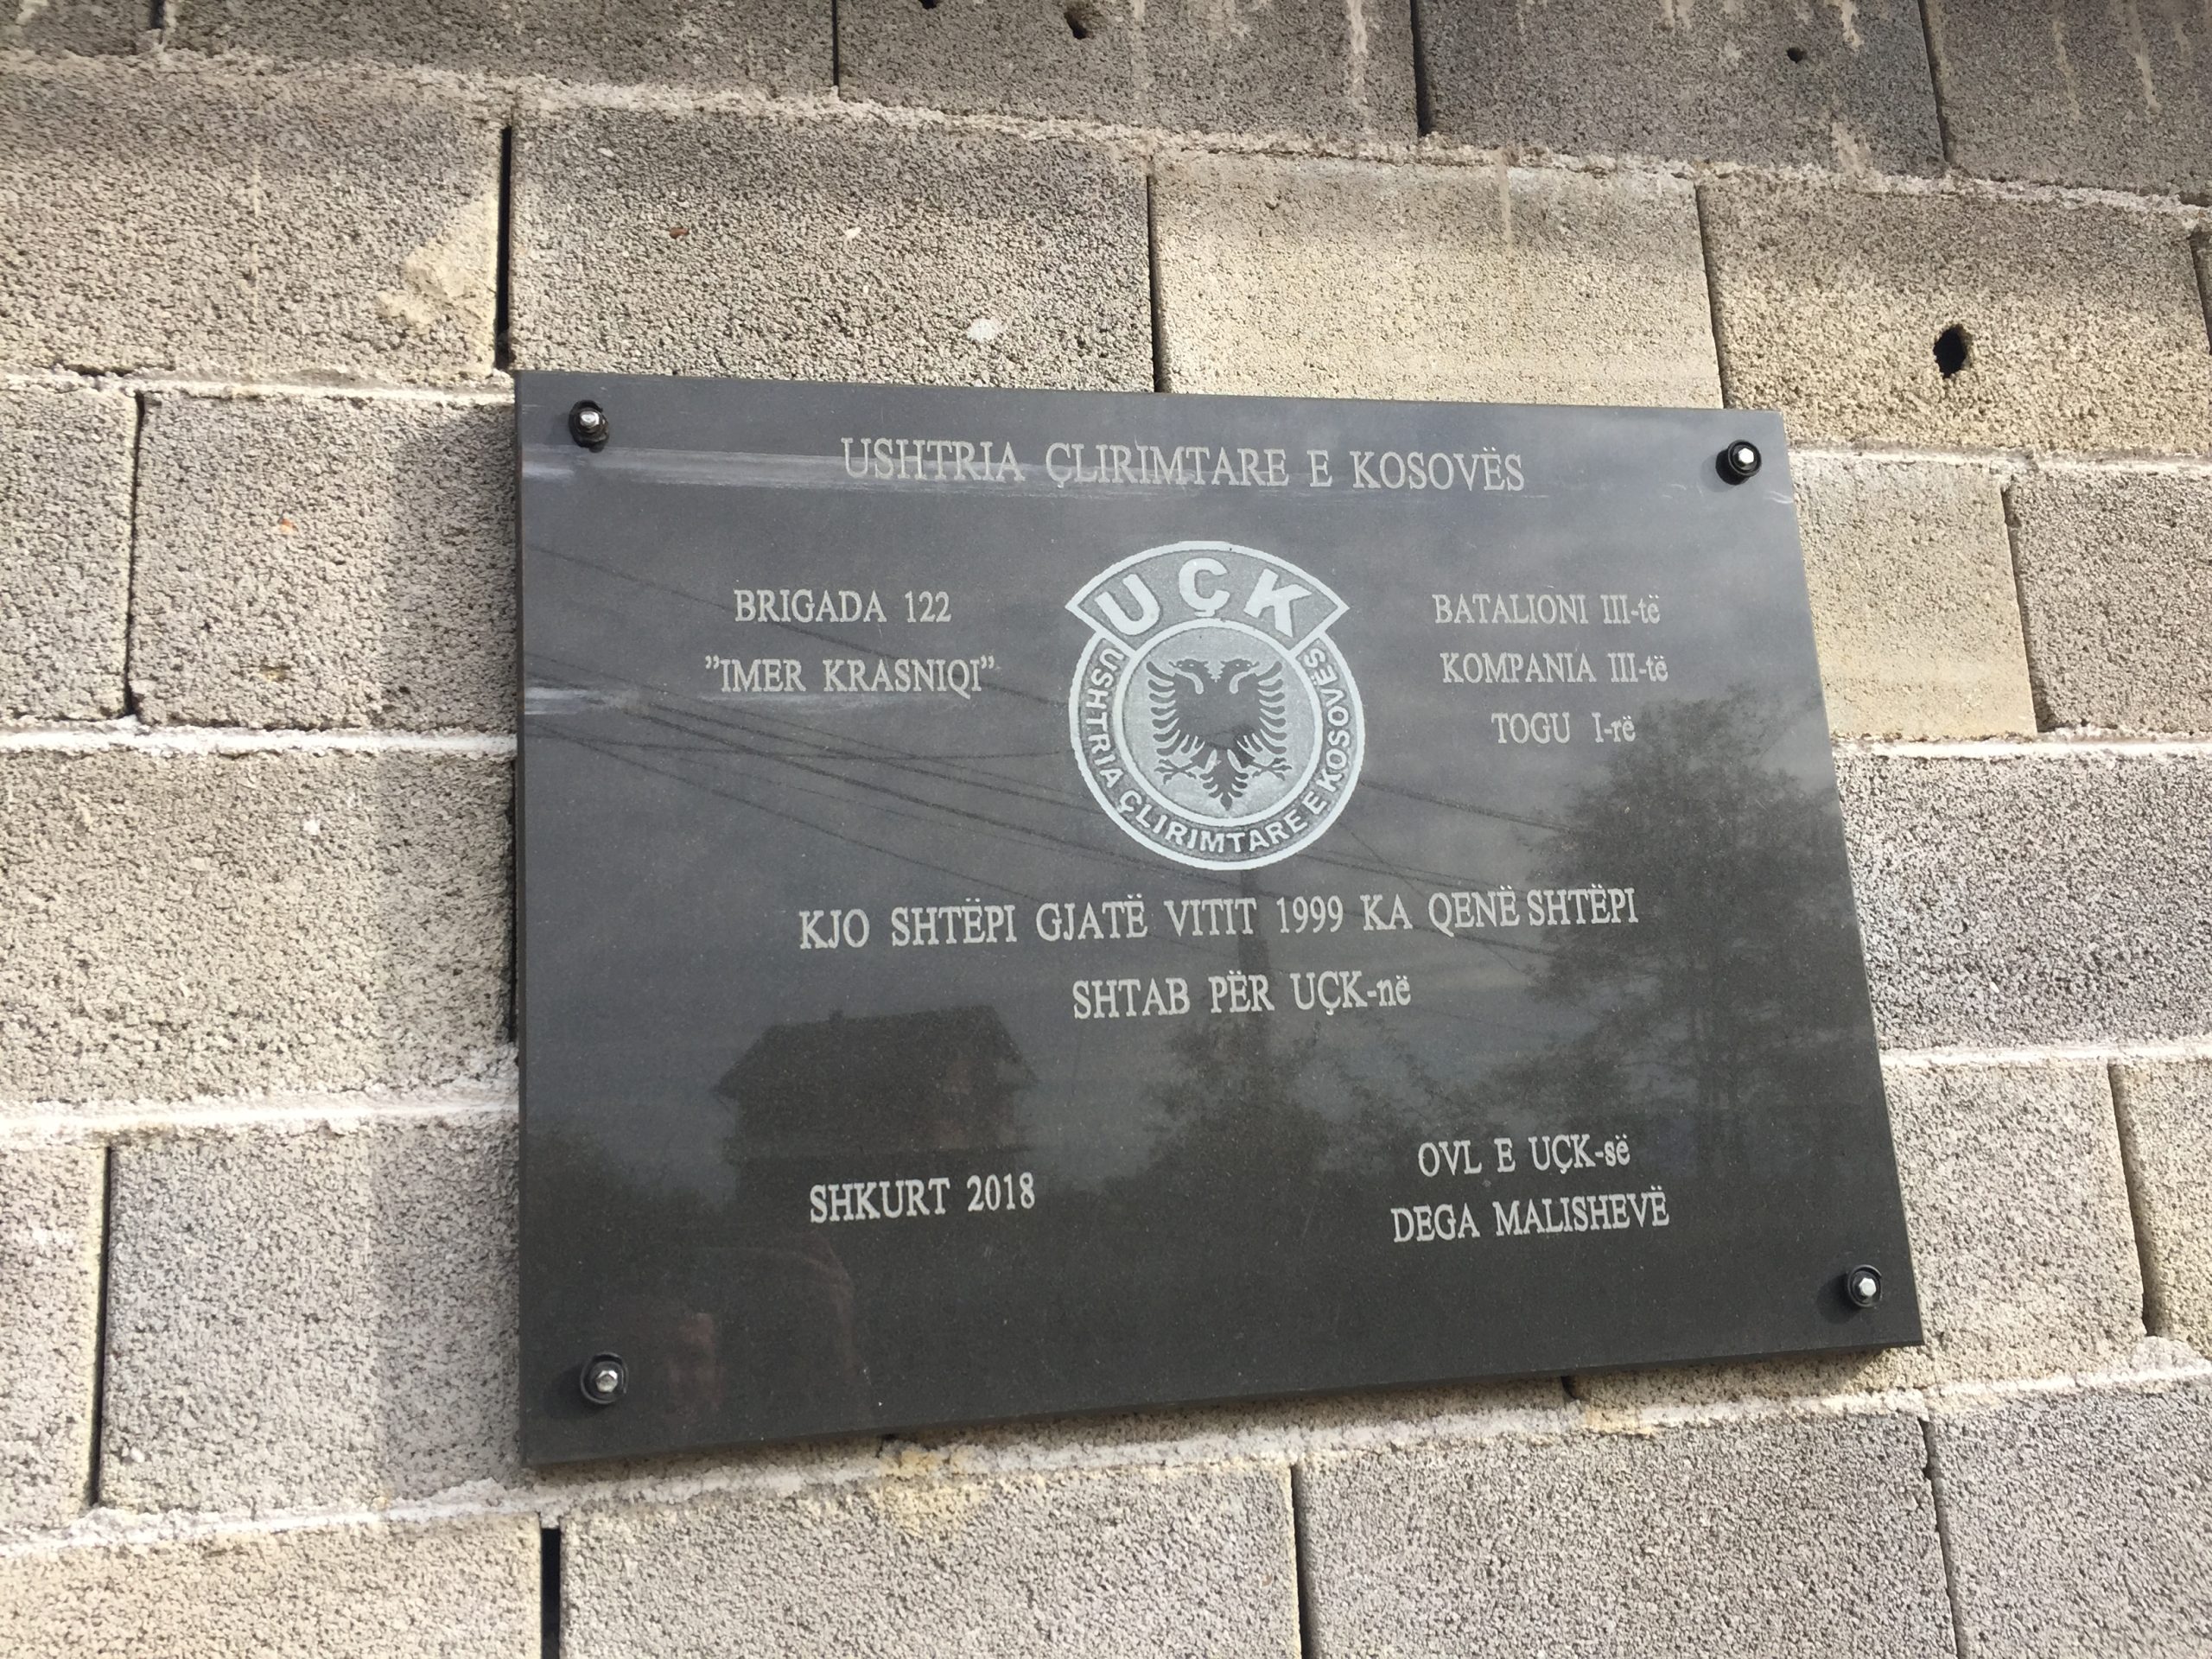 USHTRIA ÇLIRIMTARE E KOSOVËS
BRIGADA 122
"IMER KRASNIQI"
UÇK
USHTRIA ÇLIRIMTARE E KOSOVËS
BATALIONI III-të
KOMPANIA III-të
TOGU I-rë
KJO SHTËPI GJATË VITIT 1999 KA QENË SHTËPI
SHTAB PËR UÇK-në
SHKURT 2018
OVL E UÇK-së
DEGA MALISHEVË